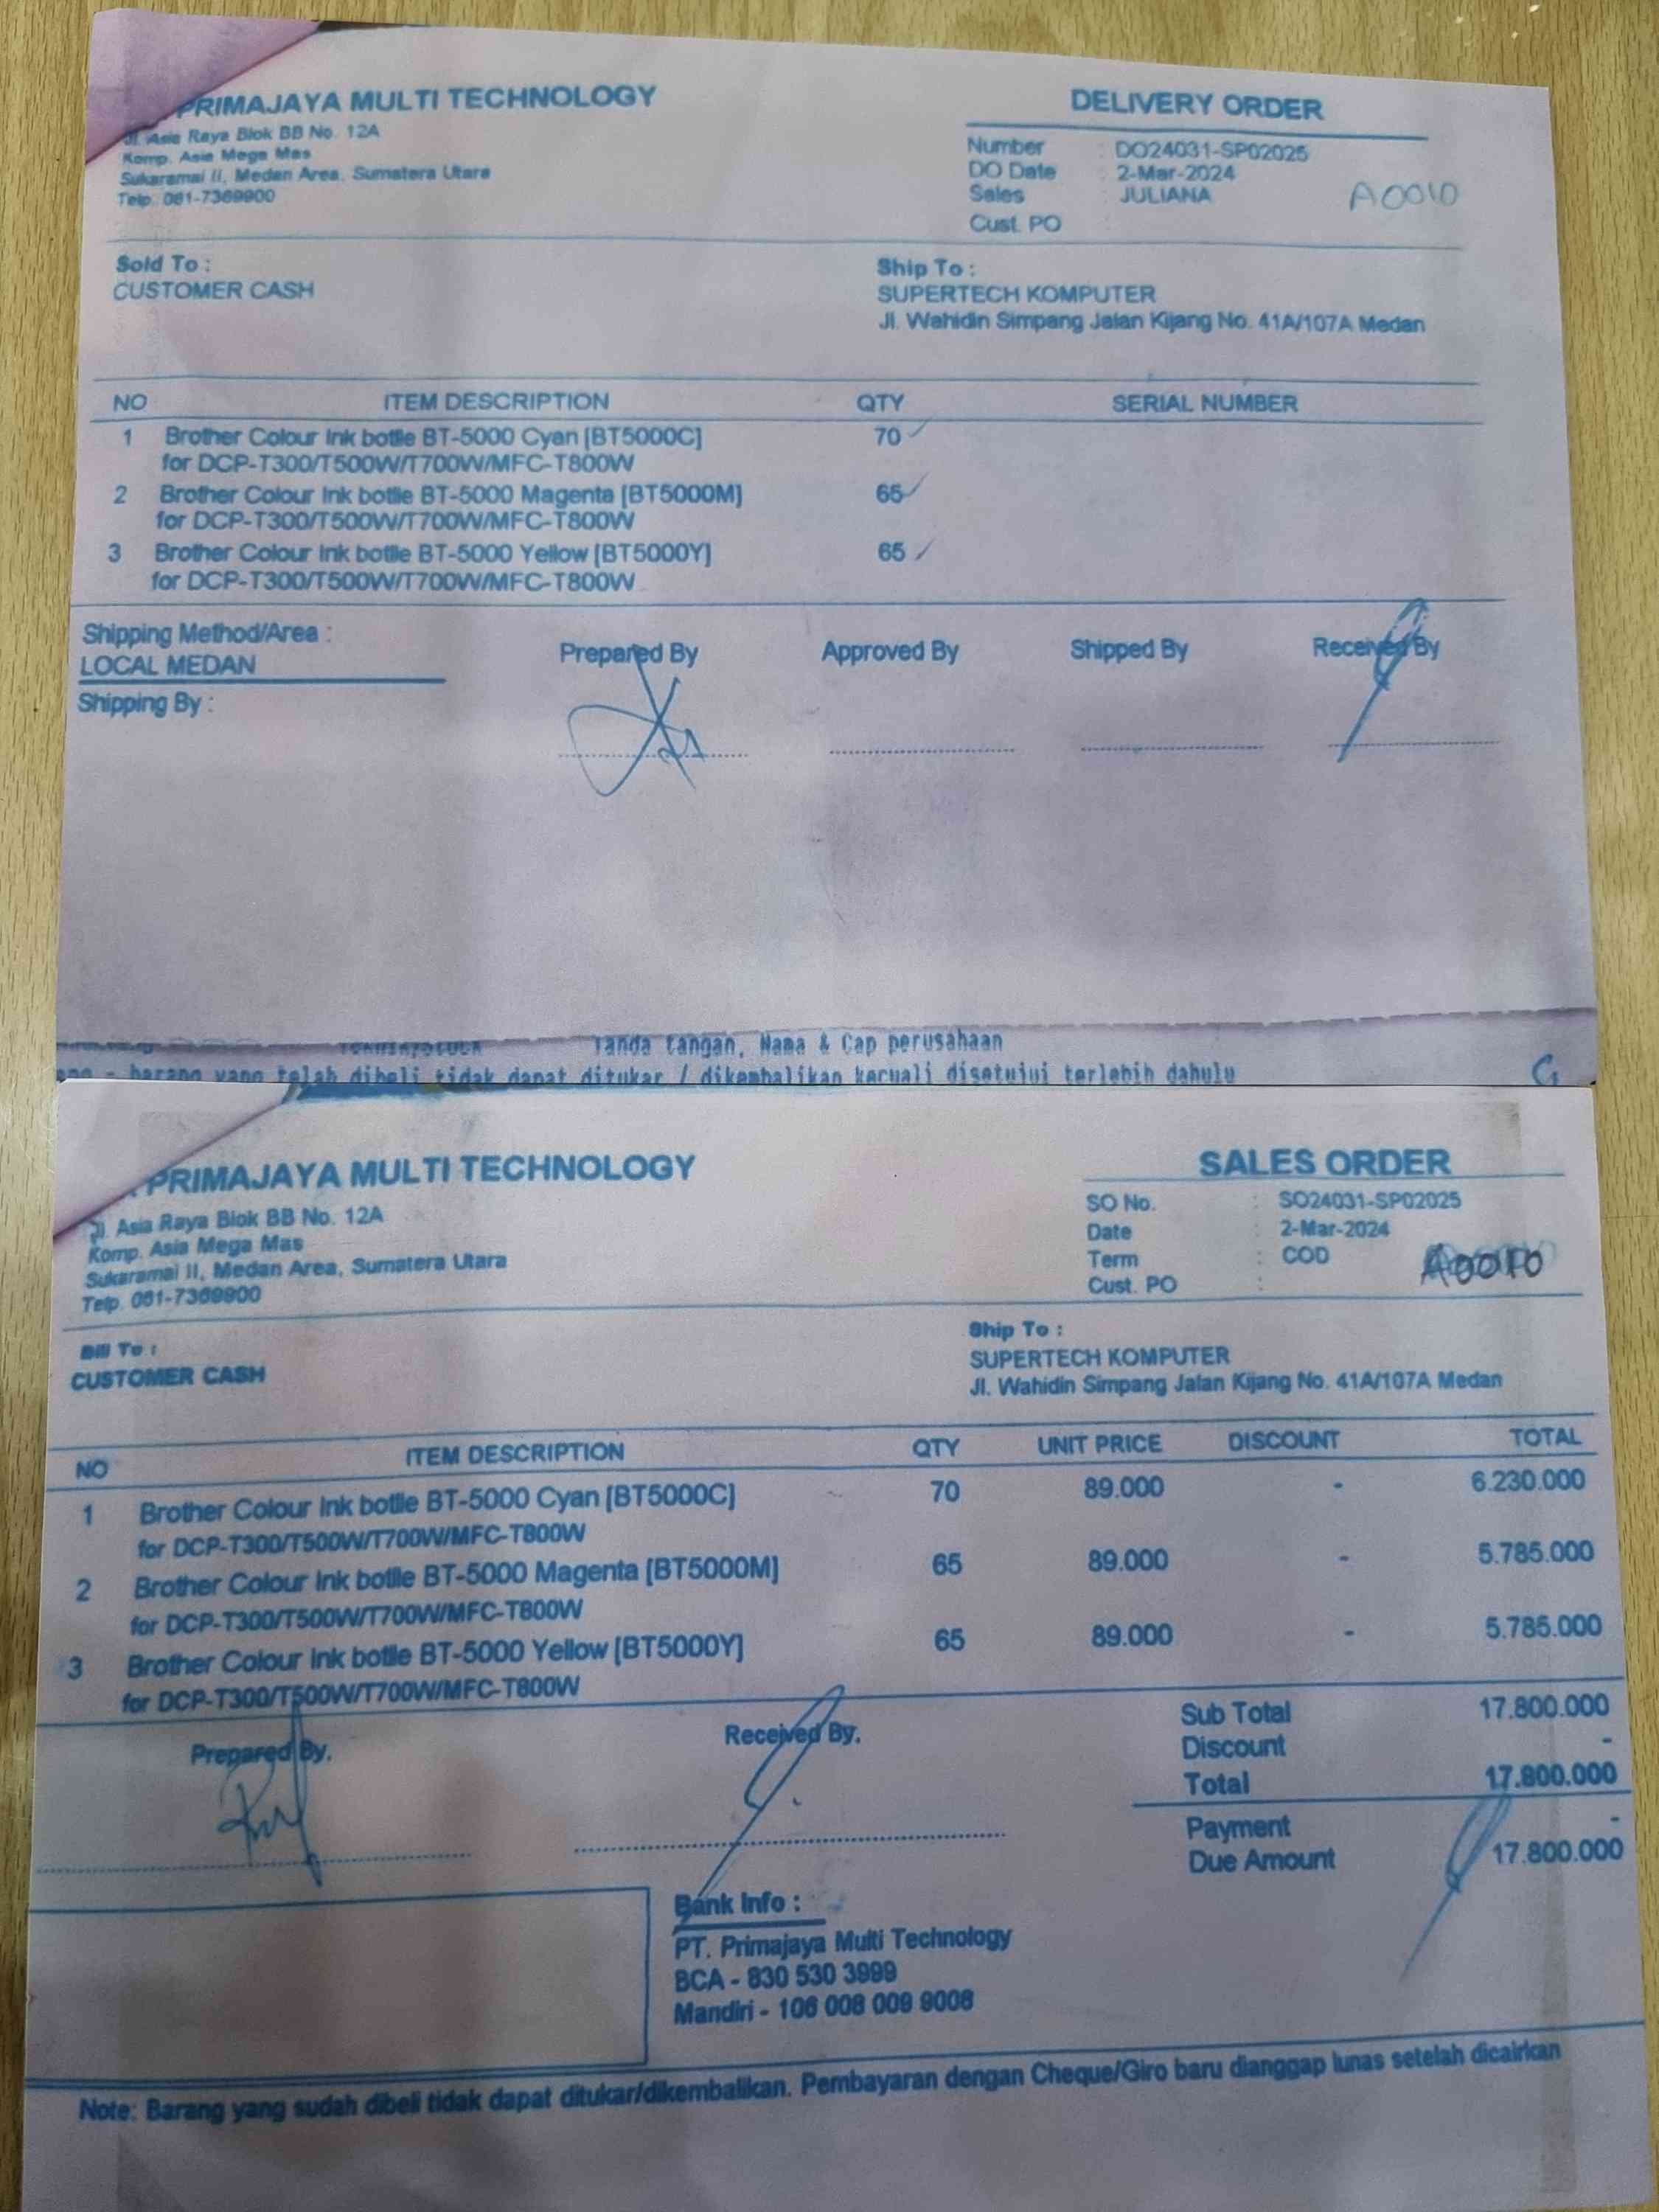 PRIMAJAYA MULTI TECHNOLOGY
Jl. Asia Raya Blok BB No. 12A
Komp. Asia Mega Mas
Sukaramai II, Medan Area, Sumatera Utara
Telp. 061-7369900
DELIVERY ORDER
Number : DO24031-SP02025
DO Date : 2-Mar-2024
Sales : JULIANA
Cust. PO :
A0010
Sold To :
CUSTOMER CASH
Ship To :
SUPERTECH KOMPUTER
Jl. Wahidin Simpang Jalan Kijang No. 41A/107A Medan
NO ITEM DESCRIPTION QTY SERIAL NUMBER
1 Brother Colour Ink bottle BT-5000 Cyan [BT5000C] 70
for DCP-T300/T500W/T700W/MFC-T800W
2 Brother Colour Ink bottle BT-5000 Magenta [BT5000M] 65
for DCP-T300/T500W/T700W/MFC-T800W
3 Brother Colour Ink bottle BT-5000 Yellow [BT5000Y] 65
for DCP-T300/T500W/T700W/MFC-T800W
Shipping Method/Area :
LOCAL MEDAN
Shipping By :
Prepared By Approved By Shipped By Received By
Tanda tangan, Nama & Cap perusahaan
- barang yang telah dibeli tidak dapat ditukar / dikembalikan kecuali disetujui terlebih dahulu
PRIMAJAYA MULTI TECHNOLOGY
Jl. Asia Raya Blok BB No. 12A
Komp. Asia Mega Mas
Sukaramai II, Medan Area, Sumatera Utara
Telp. 061-7369900
SALES ORDER
SO No. : SO24031-SP02025
Date : 2-Mar-2024
Term : COD
Cust. PO :
A0010
Bill To :
CUSTOMER CASH
Ship To :
SUPERTECH KOMPUTER
Jl. Wahidin Simpang Jalan Kijang No. 41A/107A Medan
NO ITEM DESCRIPTION QTY UNIT PRICE DISCOUNT TOTAL
1 Brother Colour Ink bottle BT-5000 Cyan [BT5000C] 70 89.000 - 6.230.000
for DCP-T300/T500W/T700W/MFC-T800W
2 Brother Colour Ink bottle BT-5000 Magenta [BT5000M] 65 89.000 - 5.785.000
for DCP-T300/T500W/T700W/MFC-T800W
3 Brother Colour Ink bottle BT-5000 Yellow [BT5000Y] 65 89.000 - 5.785.000
for DCP-T300/T500W/T700W/MFC-T800W
Prepared By.
Received By.
Sub Total 17.800.000
Discount -
Total 17.800.000
Payment -
Due Amount 17.800.000
Bank Info :
PT. Primajaya Multi Technology
BCA - 830 530 3999
Mandiri - 106 008 009 9008
Note: Barang yang sudah dibeli tidak dapat ditukar/dikembalikan. Pembayaran dengan Cheque/Giro baru dianggap lunas setelah dicairkan